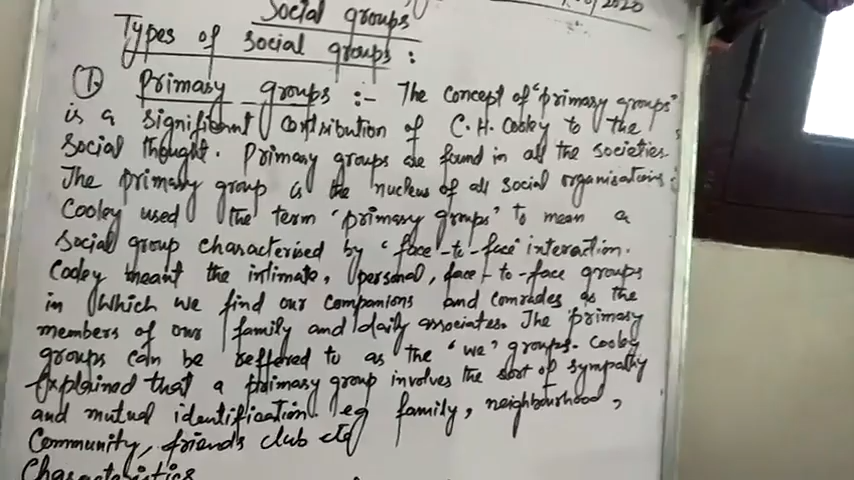 Social groups
/2020
Types of social groups :
① Primary groups :- The concept of "primary groups"
is a significant contribution of C.H. Cooley to the
Social thought. Primary groups are found in all the societies.
The primary group is the nucleus of all social organisations.
Cooley used the term 'primary groups' to mean a
social group characterised by 'face-to-face' interaction.
Cooley meant the intimate, personal, face-to-face groups
in which we find our companions and comrades as the
members of our family and daily associates. The primary
groups can be reffered to as the 'we' groups. Cooley
explained that a primary group involves the sort of sympathy
and mutual identification. eg family, neighbourhood,
Community, friends club etc
Characteristics